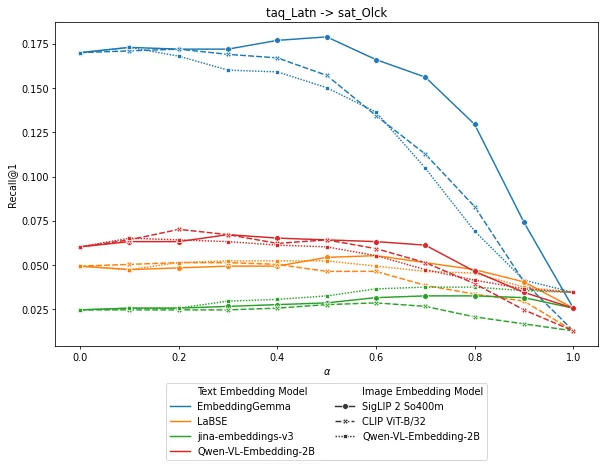 taq_Latn -> sat_Olck
Recall@1
0.175
0.150
0.125
0.100
0.075
0.050
0.025
0.0
0.2
0.4
0.6
0.8
1.0
α
Text Embedding Model
EmbeddingGemma
LaBSE
jina-embeddings-v3
Qwen-VL-Embedding-2B
Image Embedding Model
SigLIP 2 So400m
CLIP ViT-B/32
Qwen-VL-Embedding-2B